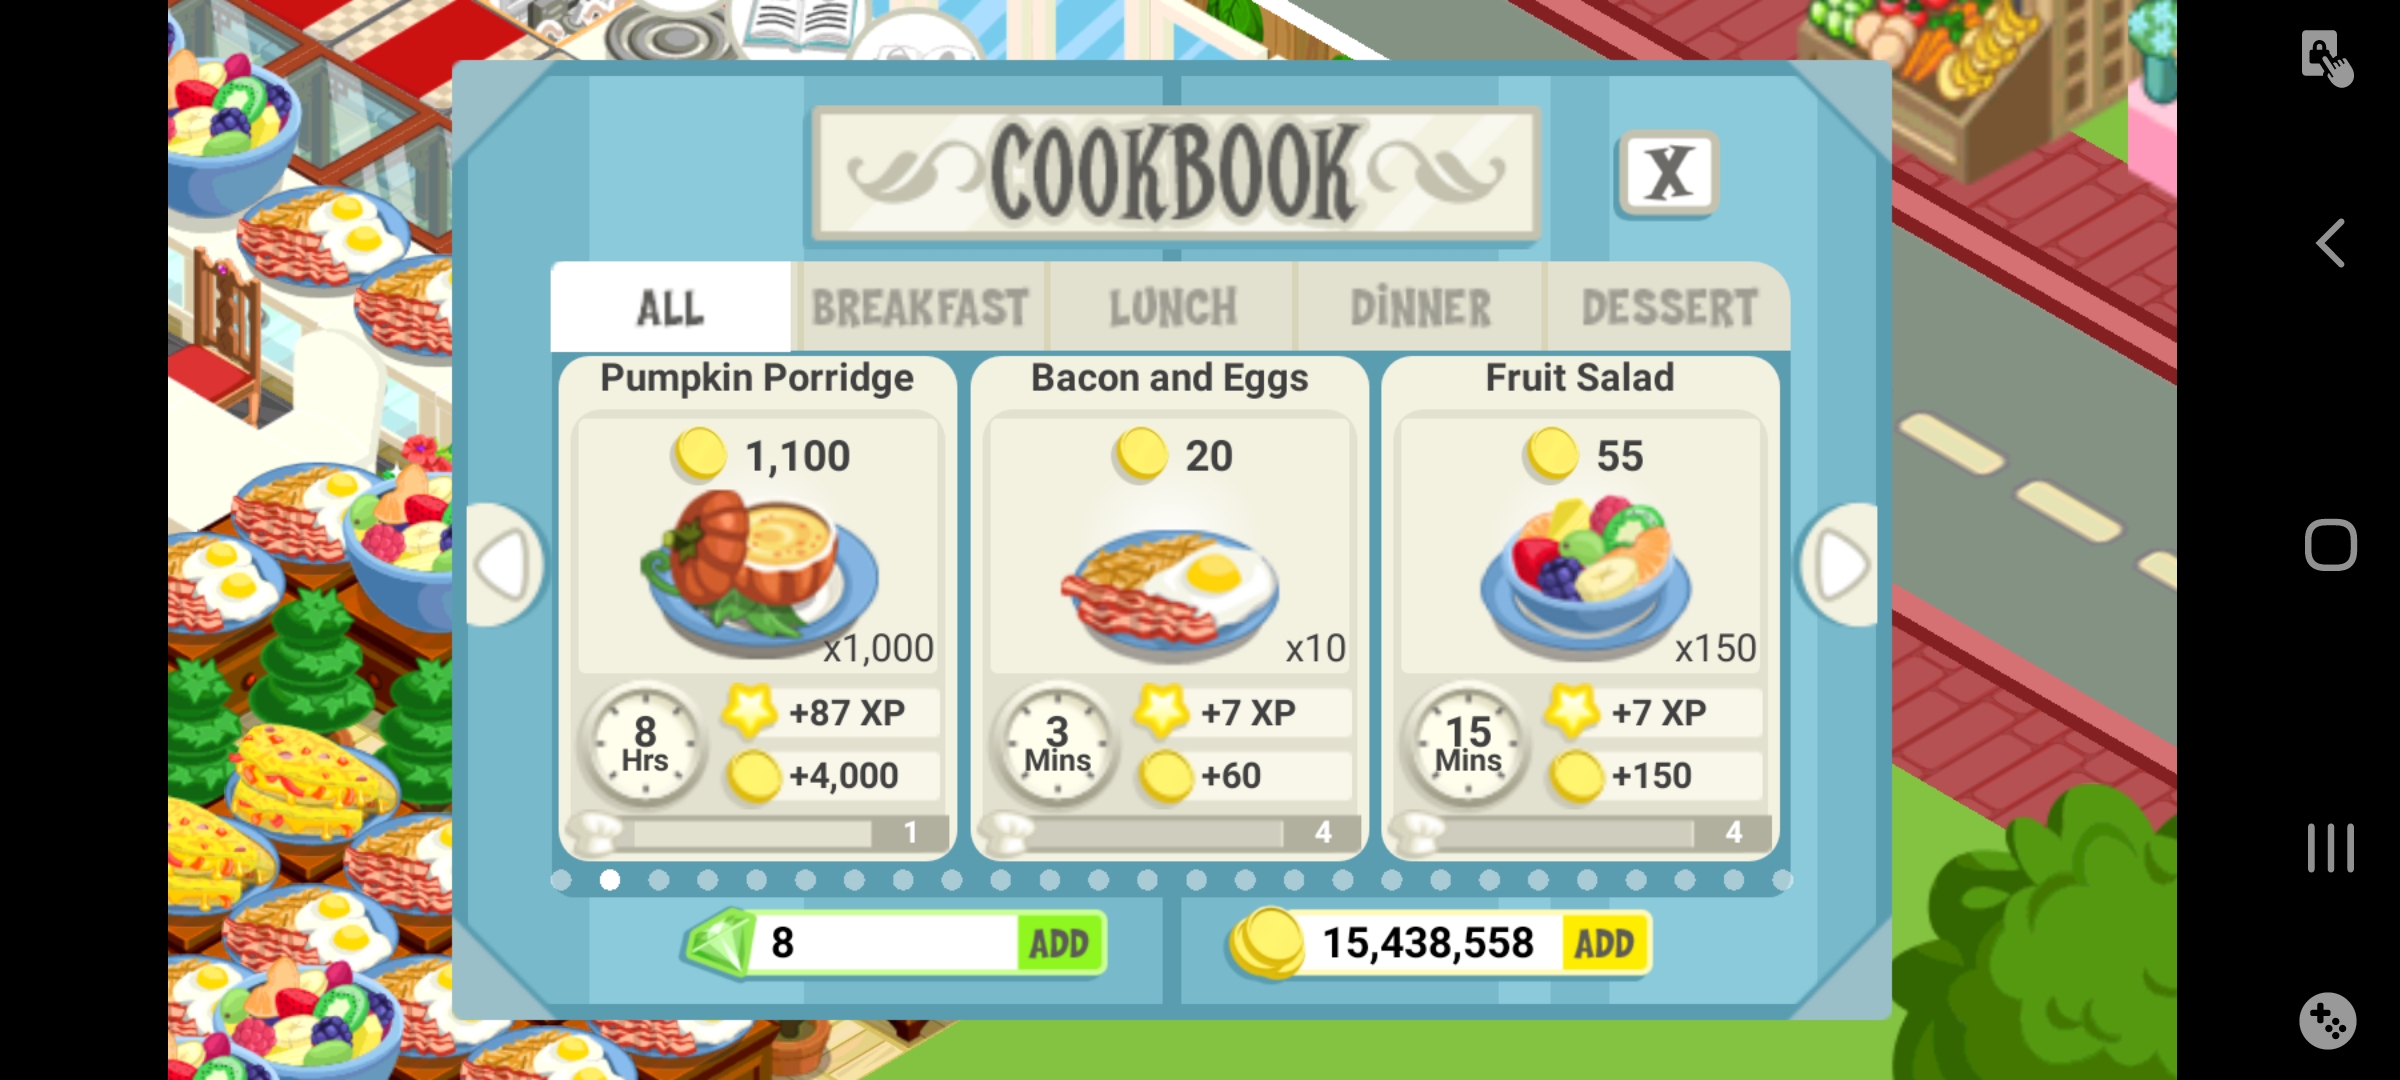 COOKBOOK
X
ALL
BREAKFAST
LUNCH
DINNER
DESSERT
Pumpkin Porridge
1,100
x1,000
8
Hrs
+87 XP
+4,000
1
Bacon and Eggs
20
x10
3
Mins
+7 XP
+60
4
Fruit Salad
55
x150
15
Mins
+7 XP
+150
4
8
ADD
15,438,558
ADD